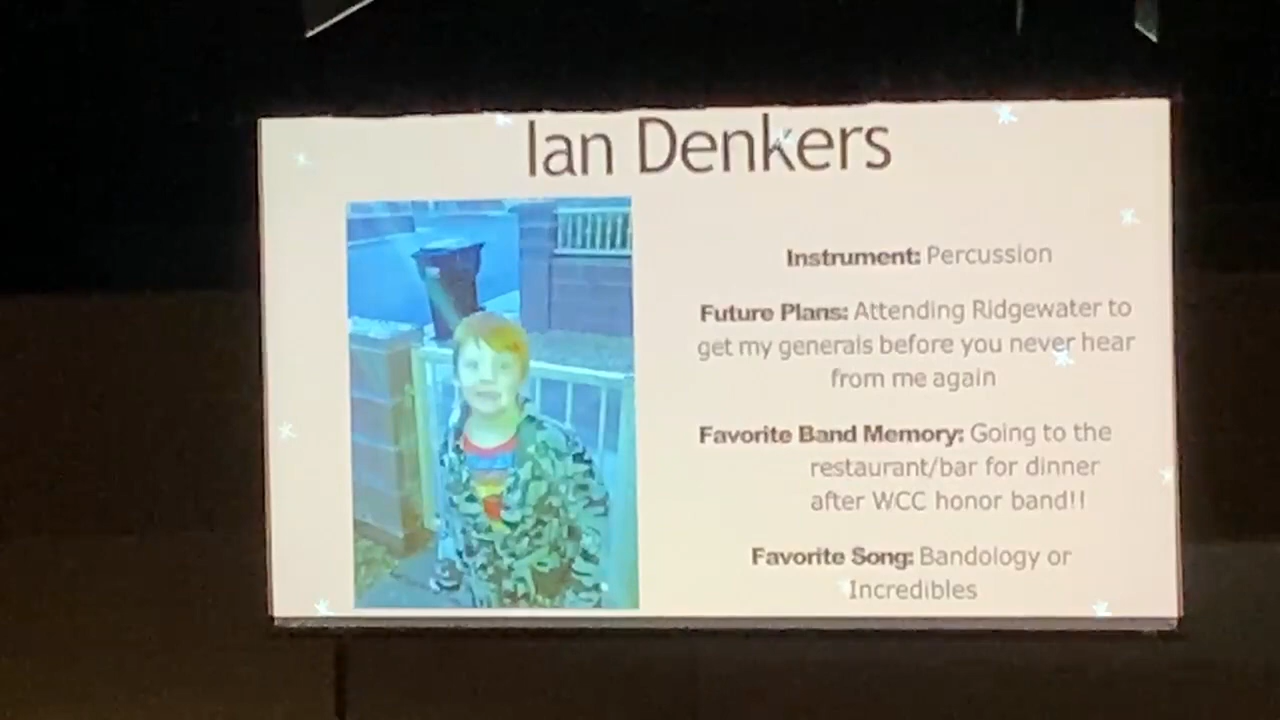 Ian Denkers
Instrument: Percussion
Future Plans: Attending Ridgewater to
get my generals before you never hear
from me again
Favorite Band Memory: Going to the
restaurant/bar for dinner
after WCC honor band!!
Favorite Song: Bandology or
Incredibles